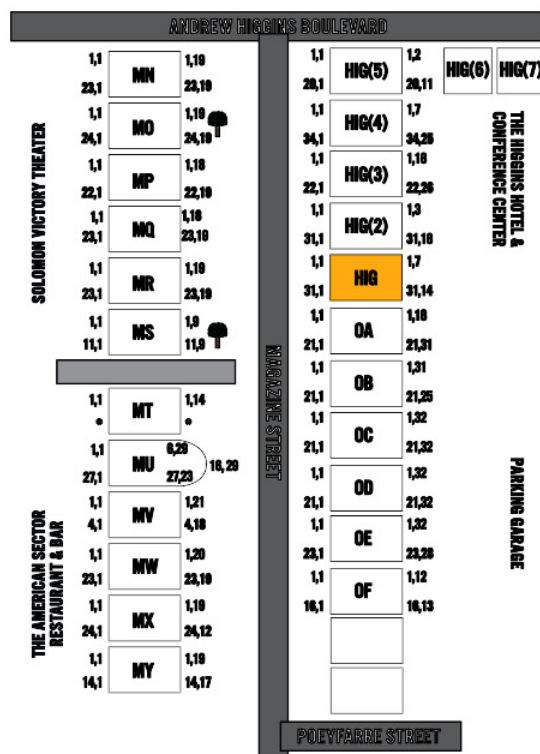 ANDREW HIGGINS BOULEVARD
1,1 MN 1,19
23,1 23,19
1,1 MO 1,19
24,1 24,19
1,1 MP 1,18
22,1 22,19
1,1 MQ 1,18
23,1 23,19
1,1 MR 1,19
23,1 23,19
1,1 MS 1,9
11,1 11,9
1,1 MT 1,14
1,1 MU 6,29
27,1 27,23 16,29
1,1 MV 1,21
4,1 4,18
1,1 MW 1,20
23,1 23,19
1,1 MX 1,19
24,1 24,12
1,1 MY 1,19
14,1 14,17
SOLOMON VICTORY THEATER
THE AMERICAN SECTOR
RESTAURANT & BAR
MAGAZINE STREET
1,1 HIG(5) 1,2 HIG(6) HIG(7)
20,1 20,11
1,1 HIG(4) 1,7
34,1 34,25
1,1 HIG(3) 1,18
22,1 22,26
1,1 HIG(2) 1,3
31,1 31,18
1,1 HIG 1,7
31,1 31,14
1,1 OA 1,18
21,1 21,31
1,1 OB 1,31
21,1 21,25
1,1 OC 1,32
21,1 21,32
1,1 OD 1,32
21,1 21,32
1,1 OE 1,32
23,1 23,28
1,1 OF 1,12
16,1 16,13
THE HIGGINS HOTEL &
CONFERENCE CENTER
PARKING GARAGE
POEYFARRE STREET